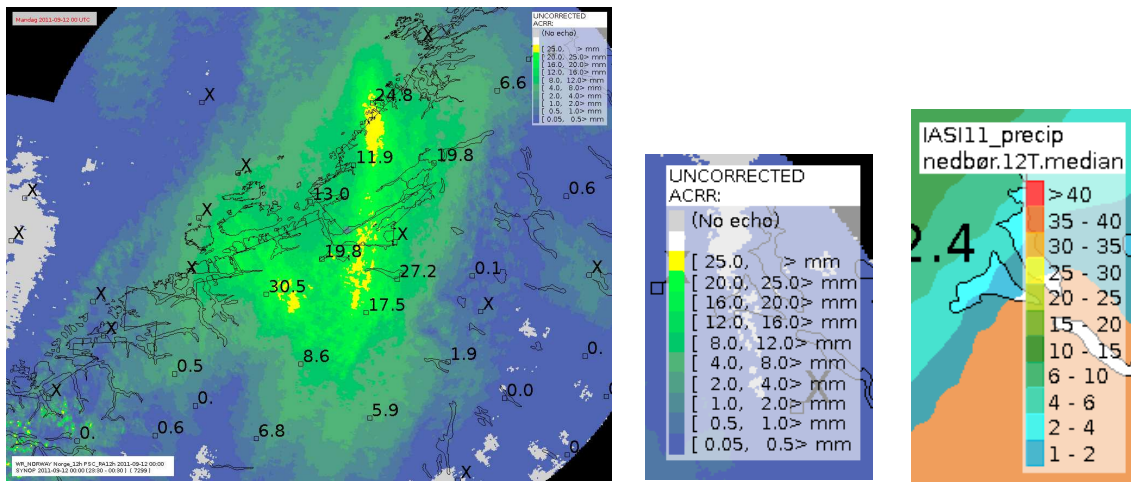 Mandag 2011-09-12 00 UTC
UNCORRECTED
ACRR:
(No echo)
[ 25.0, > mm
[ 20.0, 25.0> mm
[ 16.0, 20.0> mm
[ 12.0, 16.0> mm
[ 8.0, 12.0> mm
[ 4.0, 8.0> mm
[ 2.0, 4.0> mm
[ 1.0, 2.0> mm
[ 0.5, 1.0> mm
[ 0.05, 0.5> mm
X
6.6
X
24.8
11.9
19.8
X
0.6
X
13.0
X
X
X
19.8
X
27.2
0.1
X
30.5
X
17.5
X
X
8.6
1.9
0.
0.5
X
0.
0.0
5.9
0.
0.6
6.8
0.
X
WR_NORWAY Norge_12h PSC_RA12h 2011-09-12 00:00
SYNOP 2011-09-12 00:00 (23:30 - 00:30) ( 7299)
UNCORRECTED
ACRR:
(No echo)
[ 25.0, > mm
[ 20.0, 25.0> mm
[ 16.0, 20.0> mm
[ 12.0, 16.0> mm
[ 8.0, 12.0> mm
[ 4.0, 8.0> mm
[ 2.0, 4.0> mm
[ 1.0, 2.0> mm
[ 0.5, 1.0> mm
[ 0.05, 0.5> mm
X
IASI11_precip
nedbør.12T.median
>40
35 - 40
30 - 35
25 30
20 - 25
15 - 20
10 - 15
6 - 10
4 - 6
2 - 4
1 - 2
2.4